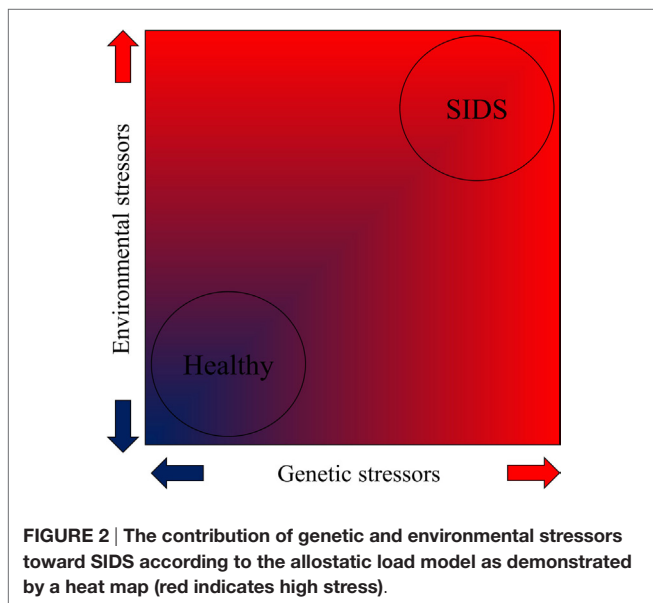 Environmental stressors
SIDS
Healthy
Genetic stressors
FIGURE 2 | The contribution of genetic and environmental stressors
toward SIDS according to the allostatic load model as demonstrated
by a heat map (red indicates high stress).